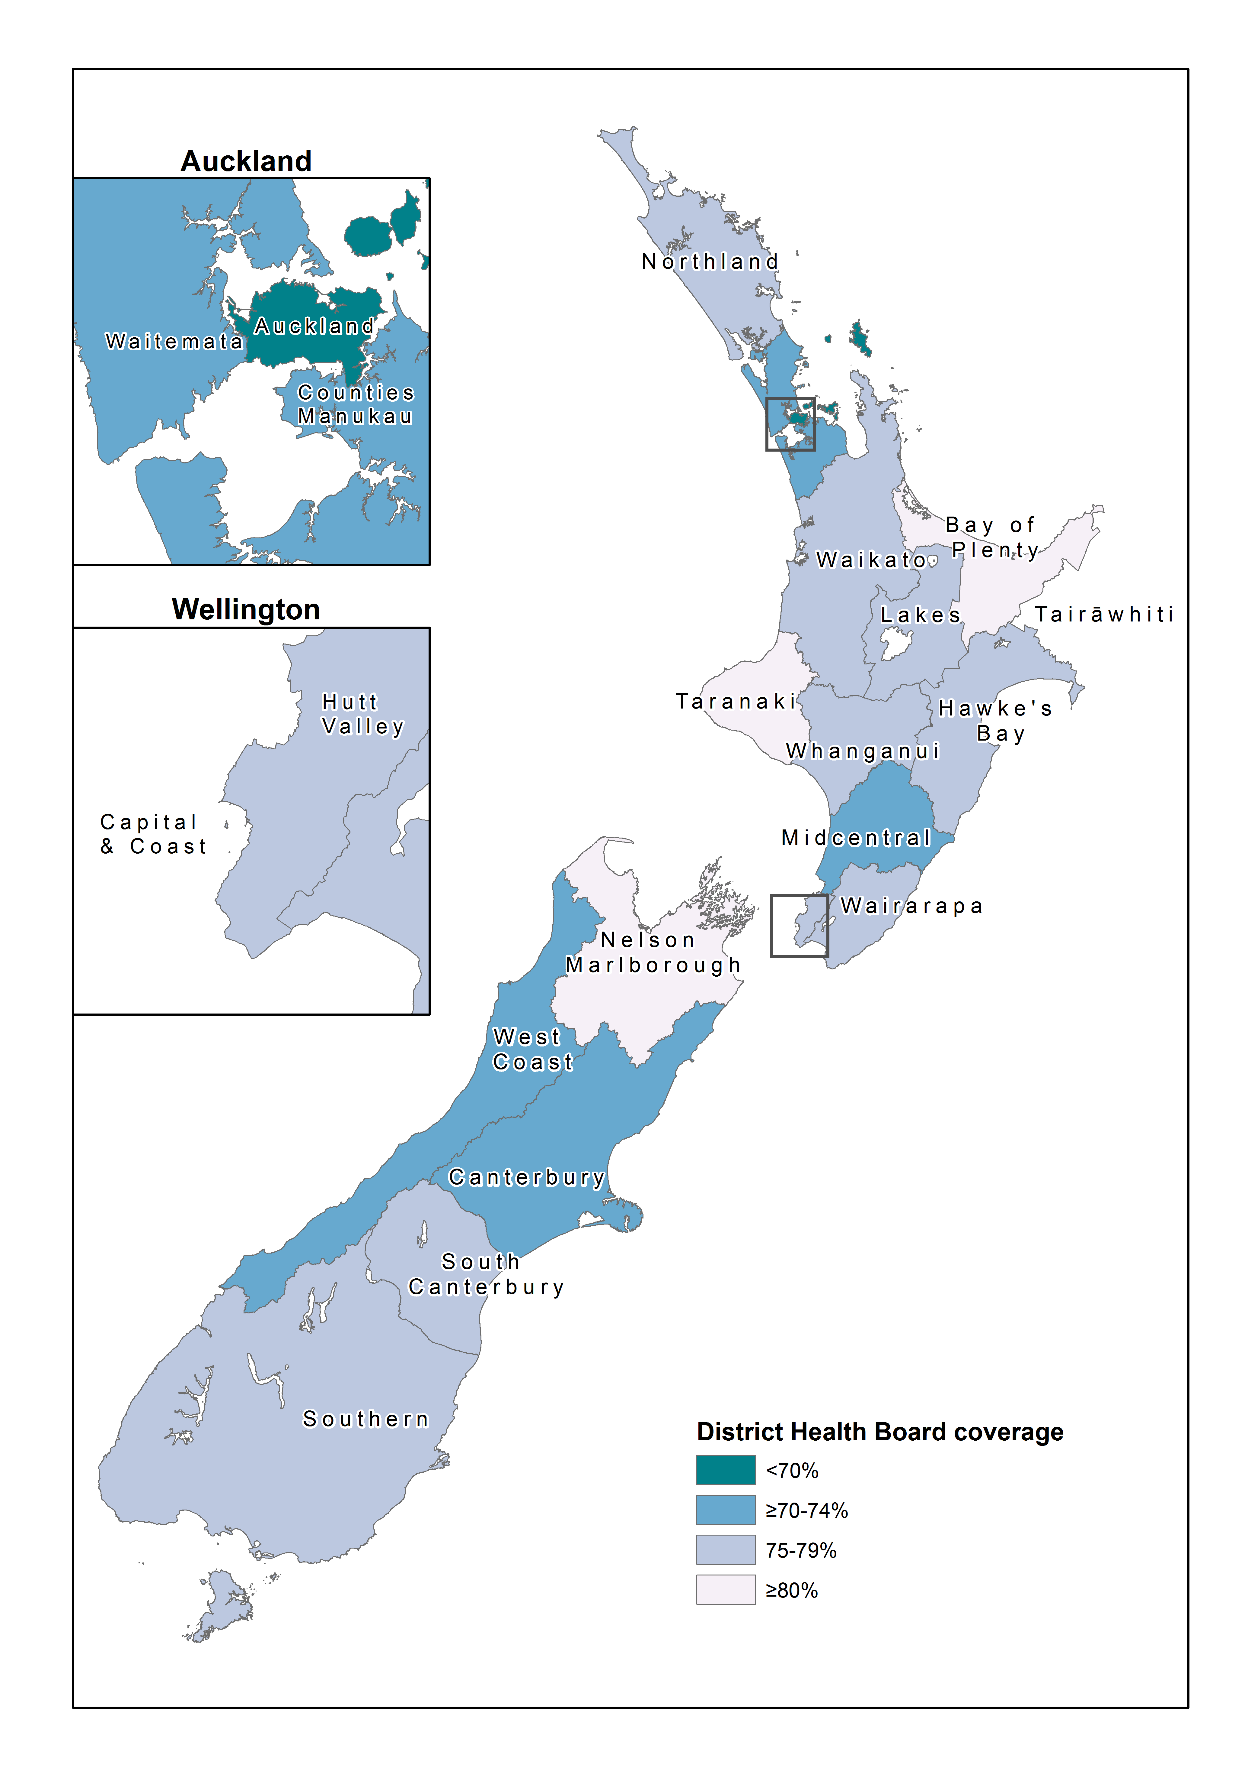 Auckland
Waitemata
Auckland
Counties
Manukau
Wellington
Hutt
Valley
Capital
& Coast
Northland
Bay of
Plenty
Waikato
Lakes
Tairāwhiti
Taranaki
Hawke's
Bay
Whanganui
Midcentral
Wairarapa
Nelson
Marlborough
West
Coast
Canterbury
South
Canterbury
Southern
District Health Board coverage
<70%
≥70-74%
75-79%
≥80%